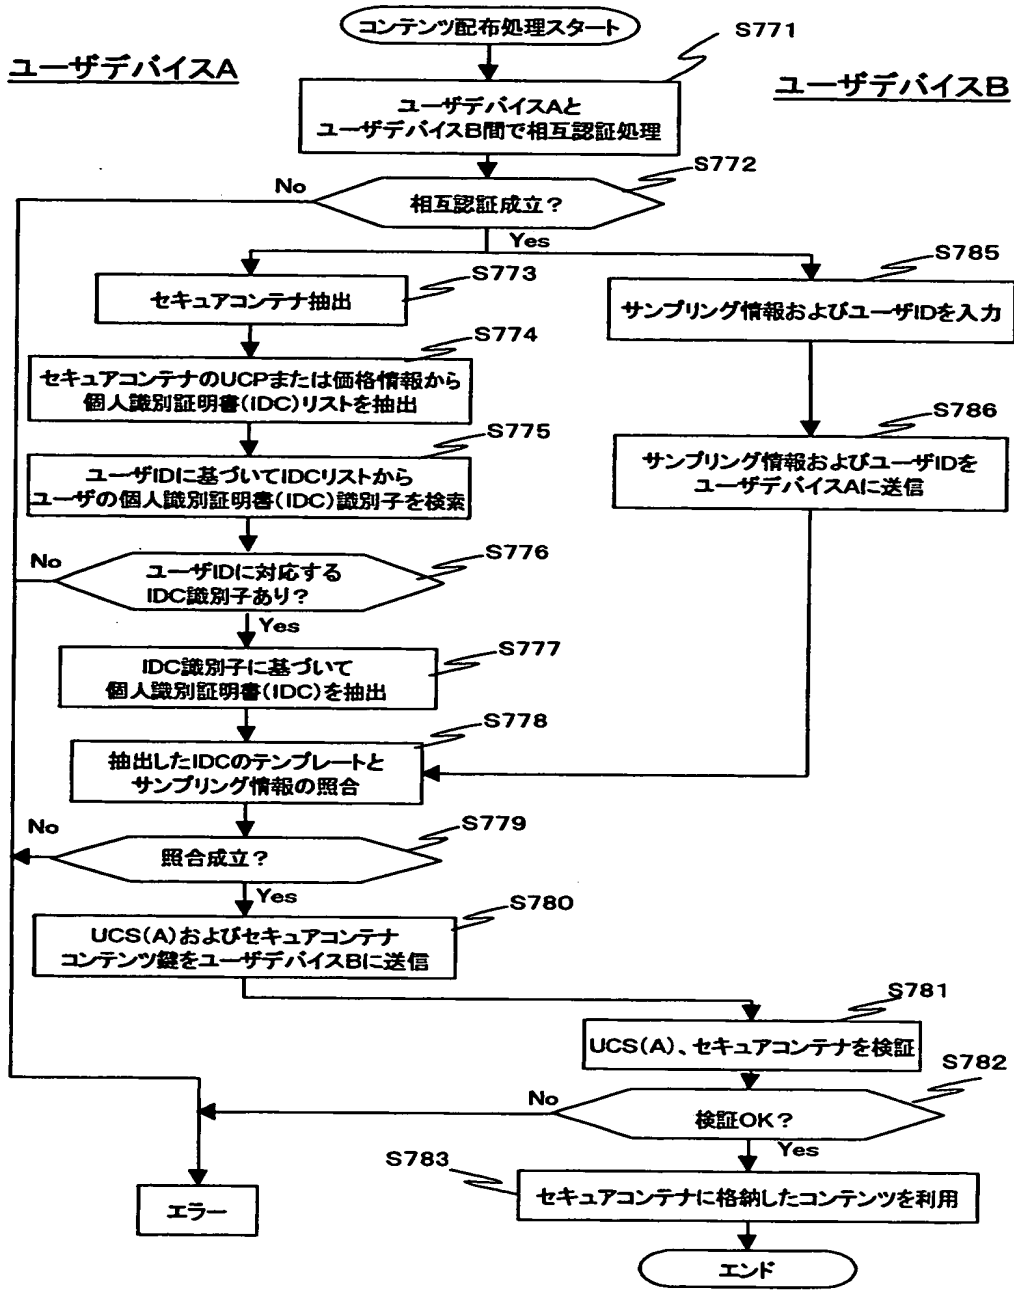 コンテンツ配布処理スタート
S771
ユーザデバイスA
ユーザデバイスB
ユーザデバイスAと
ユーザデバイスB間で相互認証処理
S772
No
相互認証成立?
Yes
S773
セキュアコンテナ抽出
S785
サンプリング情報およびユーザIDを入力
S774
セキュアコンテナのUCPまたは価格情報から
個人識別証明書(IDC)リストを抽出
S786
サンプリング情報およびユーザIDを
ユーザデバイスAに送信
S775
ユーザIDに基づいてIDCリストから
ユーザの個人識別証明書(IDC)識別子を検索
S776
No
ユーザIDに対応する
IDC識別子あり?
Yes
S777
IDC識別子に基づいて
個人識別証明書(IDC)を抽出
S778
抽出したIDCのテンプレートと
サンプリング情報の照合
S779
No
照合成立?
Yes
S780
UCS(A)およびセキュアコンテナ
コンテンツ鍵をユーザデバイスBに送信
S781
UCS(A)、セキュアコンテナを検証
S782
No
検証OK?
Yes
S783
セキュアコンテナに格納したコンテンツを利用
エラー
エンド